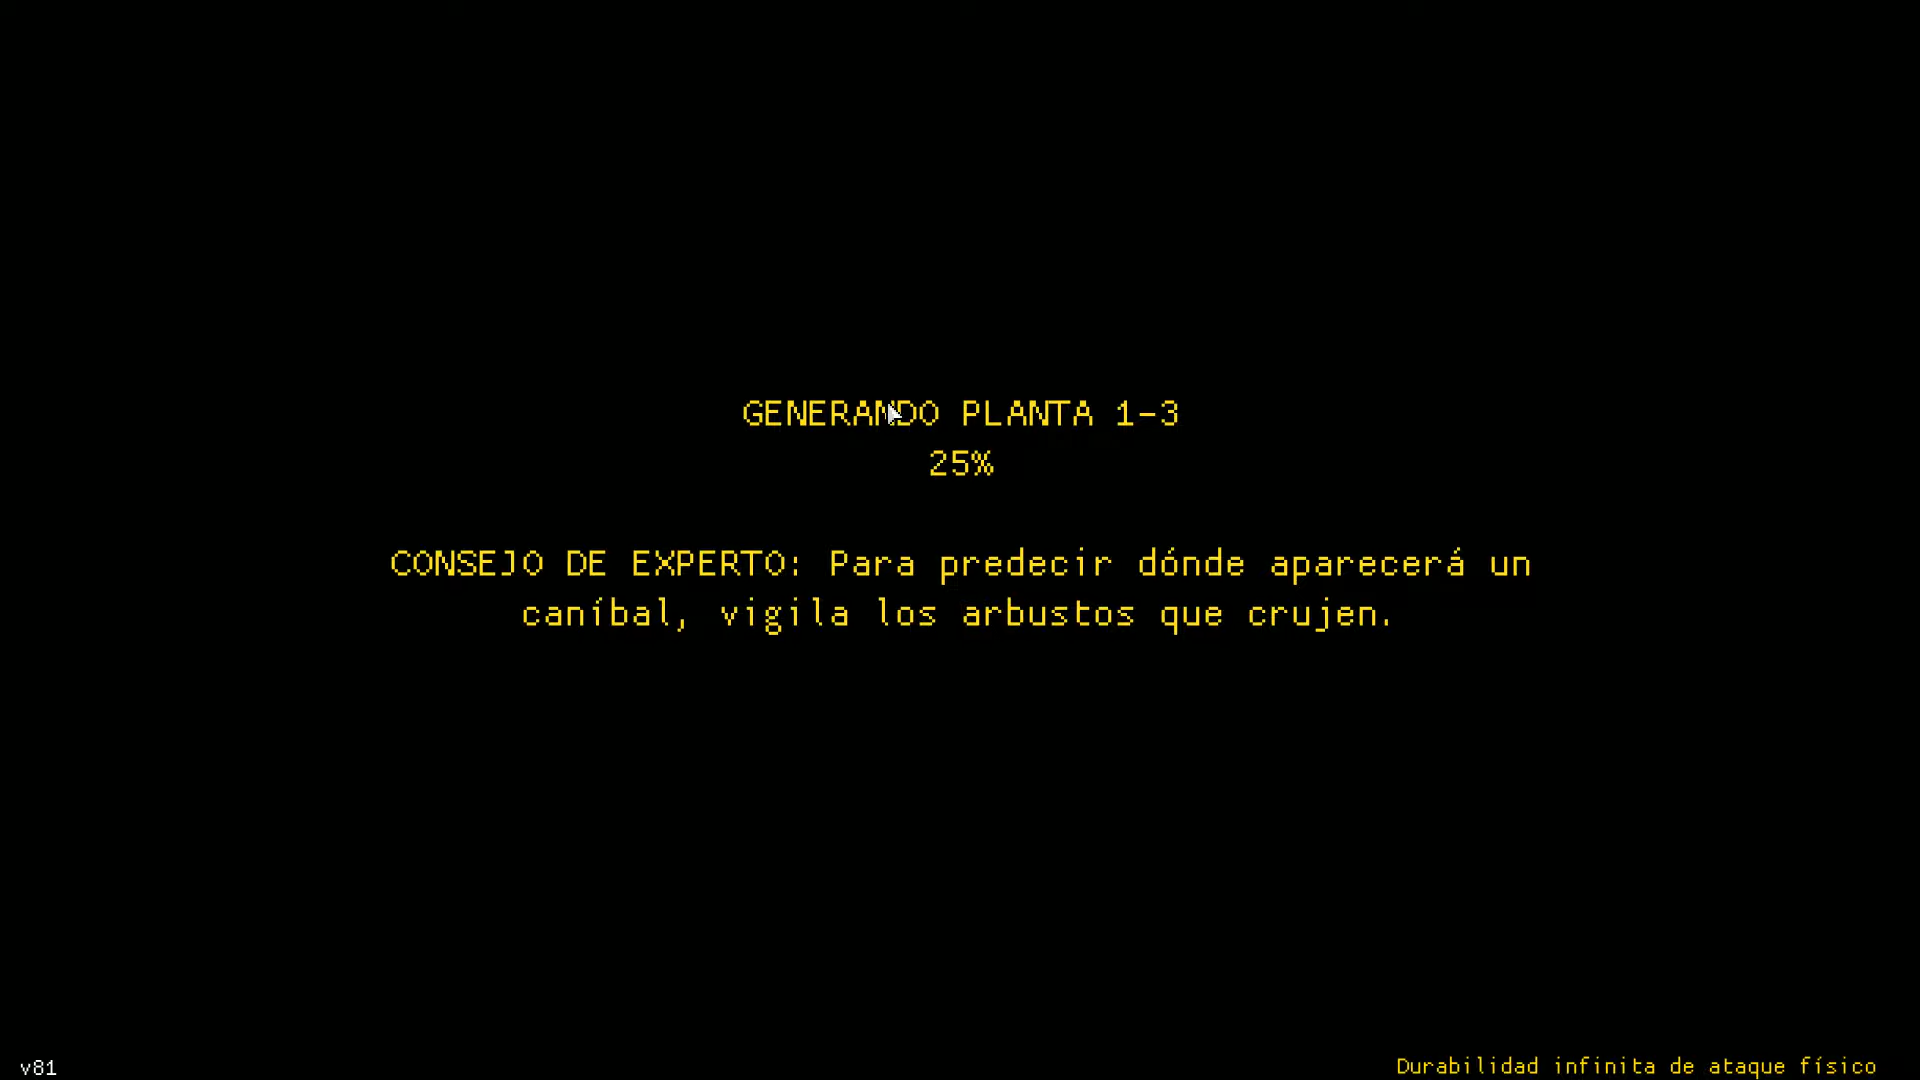 GENERANDO PLANTA 1-3
25%
CONSEJO DE EXPERTO: Para predecir dónde aparecerá un
caníbal, vigila los arbustos que crujen.
v81
Durabilidad infinita de ataque físico